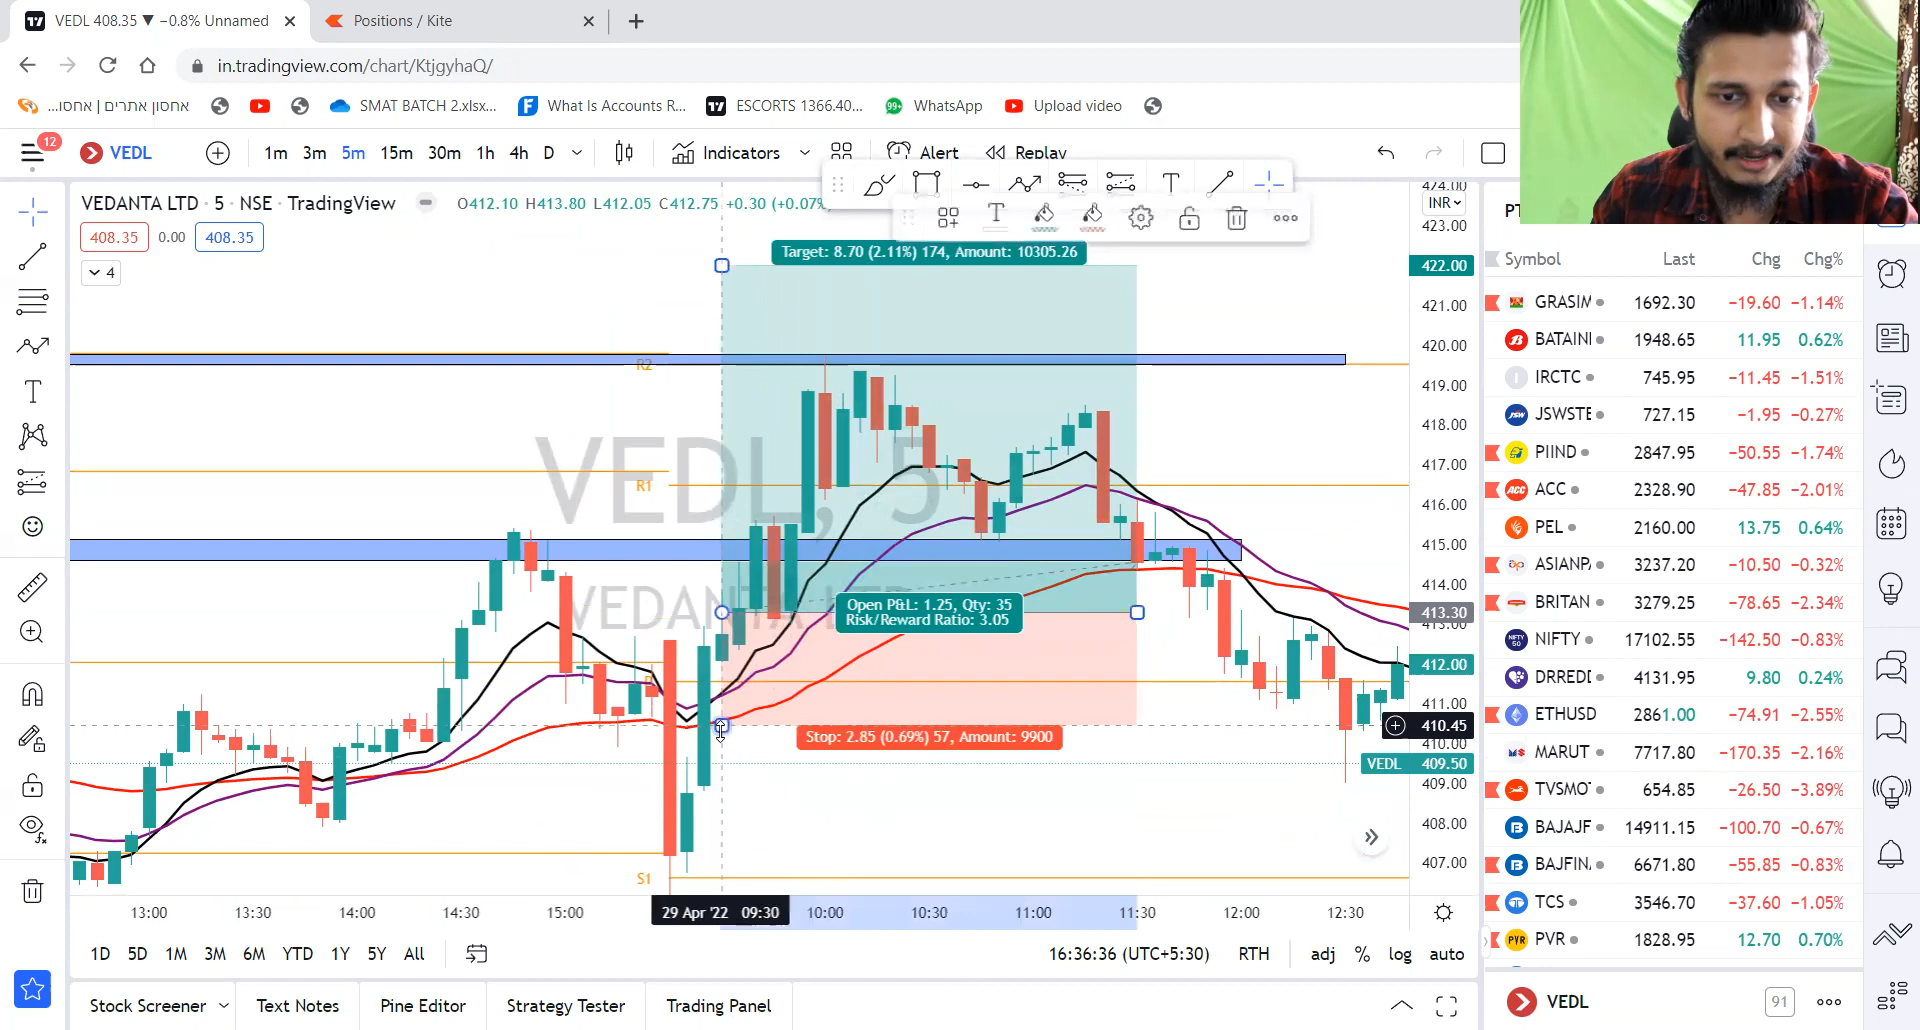 VEDL 408.35 ▼ −0.8% Unnamed
Positions / Kite
in.tradingview.com/chart/KtjgyhaQ/
אחסון אתרים | אחסו...
SMAT BATCH 2.xlsx...
What Is Accounts R...
ESCORTS 1366.40...
99+ WhatsApp
Upload video
12
VEDL
1m 3m 5m 15m 30m 1h 4h D
Indicators
Alert
Replay
VEDANTA LTD · 5 · NSE · TradingView
O412.10 H413.80 L412.05 C412.75 +0.30 (+0.07%
408.35 0.00 408.35
4
INR
Target: 8.70 (2.11%) 174, Amount: 10305.26
Open P&L: 1.25, Qty: 35
Risk/Reward Ratio: 3.05
Stop: 2.85 (0.69%) 57, Amount: 9900
VEDL, 5
VEDANTA LTD
R2
R1
P
S1
474.00
423.00
422.00
421.00
420.00
419.00
418.00
417.00
416.00
415.00
414.00
413.30
413.00
412.00
411.00
410.45
410.00
VEDL 409.50
409.00
408.00
407.00
13:00 13:30 14:00 14:30 15:00 29 Apr '22 09:30 10:00 10:30 11:00 11:30 12:00 12:30
1D 5D 1M 3M 6M YTD 1Y 5Y All
16:36:36 (UTC+5:30) RTH adj % log auto
Stock Screener Text Notes Pine Editor Strategy Tester Trading Panel
Symbol Last Chg Chg%
GRASIM 1692.30 −19.60 −1.14%
BATAINI 1948.65 11.95 0.62%
IRCTC 745.95 −11.45 −1.51%
JSWSTE 727.15 −1.95 −0.27%
PIIND 2847.95 −50.55 −1.74%
ACC 2328.90 −47.85 −2.01%
PEL 2160.00 13.75 0.64%
ASIANP 3237.20 −10.50 −0.32%
BRITAN 3279.25 −78.65 −2.34%
NIFTY 17102.55 −142.50 −0.83%
DRREDD 4131.95 9.80 0.24%
ETHUSD 2861.00 −74.91 −2.55%
MARUT 7717.80 −170.35 −2.16%
TVSMO 654.85 −26.50 −3.89%
BAJAJF 14911.15 −100.70 −0.67%
BAJFIN 6671.80 −55.85 −0.83%
TCS 3546.70 −37.60 −1.05%
PVR 1828.95 12.70 0.70%
VEDL
91